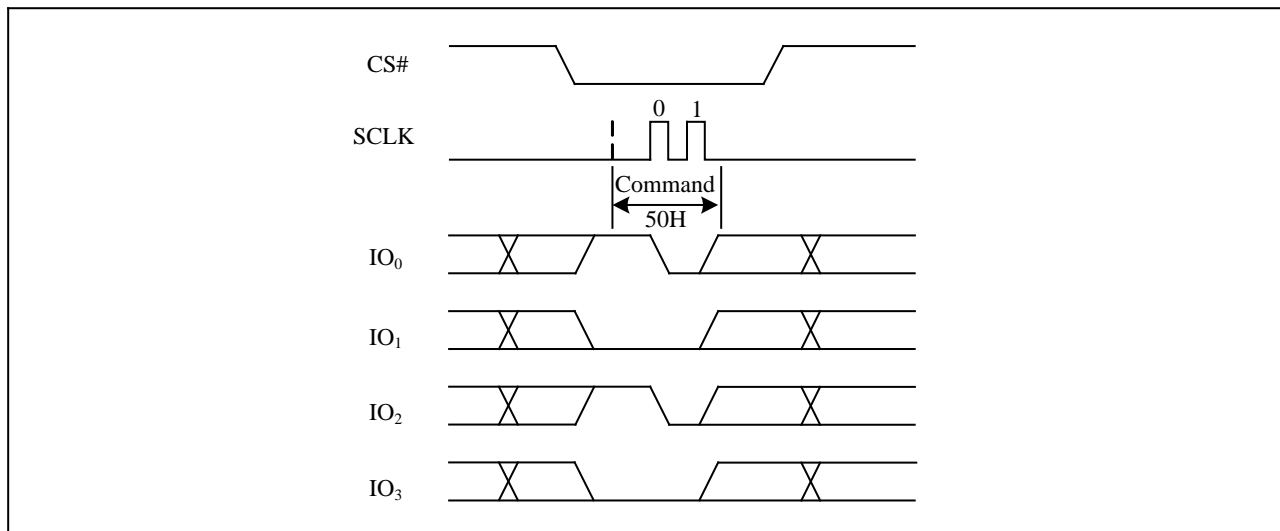 CS#
0 1
SCLK
Command
50H
IO₀
IO₁
IO₂
IO₃